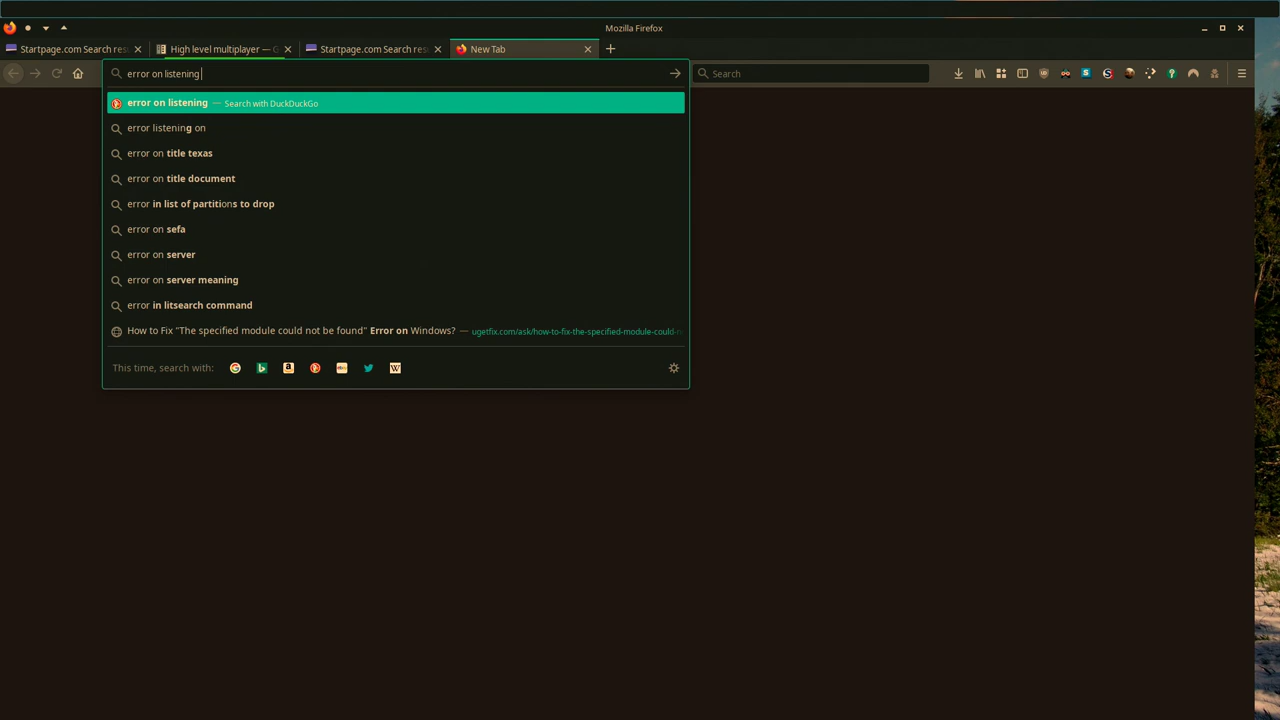 Mozilla Firefox
Startpage.com Search resu
High level multiplayer — G
Startpage.com Search resu
New Tab
error on listening
Search
error on listening — Search with DuckDuckGo
error listening on
error on title texas
error on title document
error in list of partitions to drop
error on sefa
error on server
error on server meaning
error in litsearch command
How to Fix "The specified module could not be found" Error on Windows? — ugetfix.com/ask/how-to-fix-the-specified-module-could-n
This time, search with: